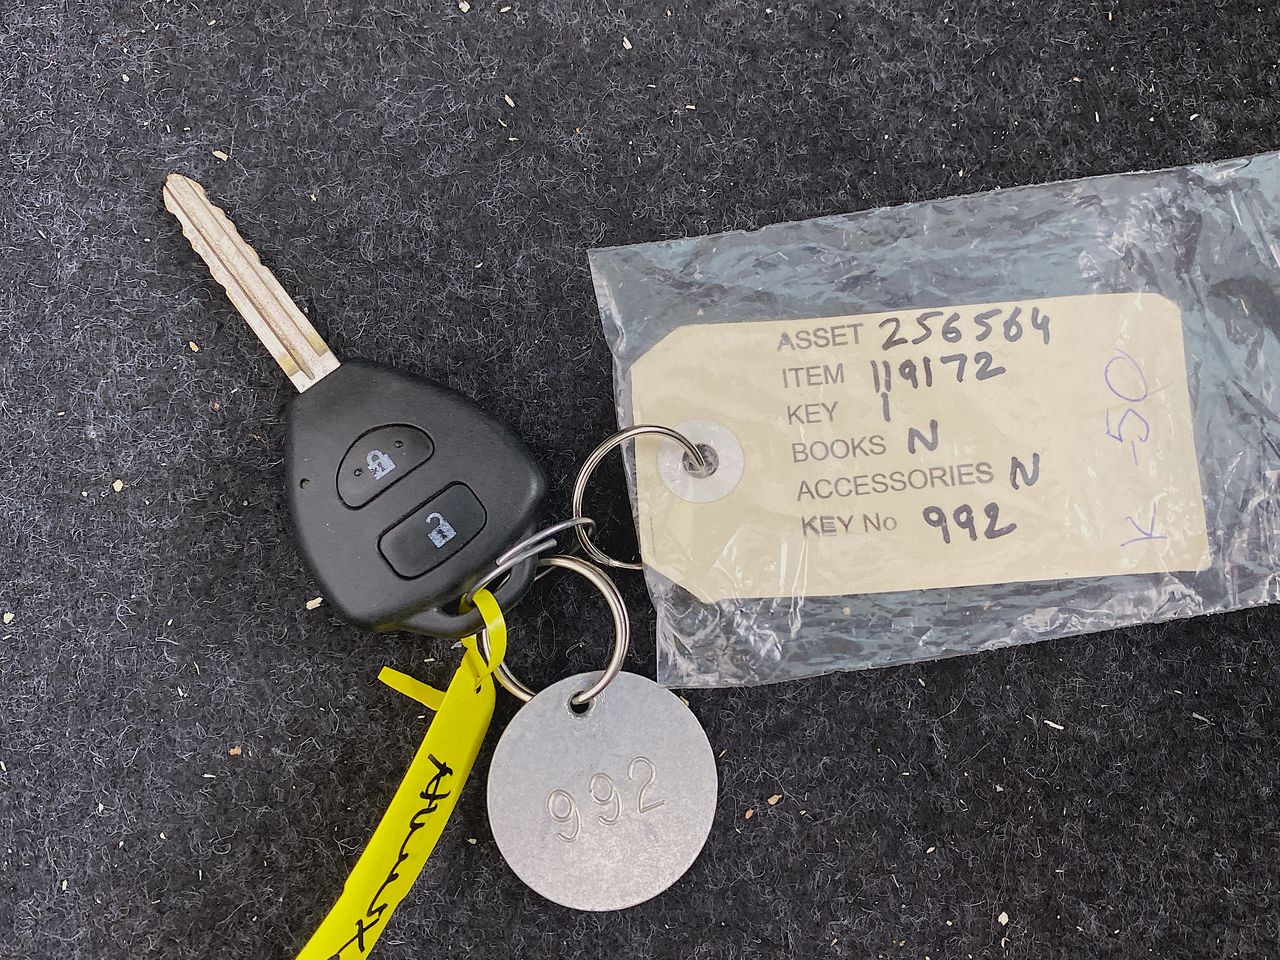 ASSET 256564
ITEM 119172
KEY 1
BOOKS N
ACCESSORIES N
KEY No 992
K-50
992